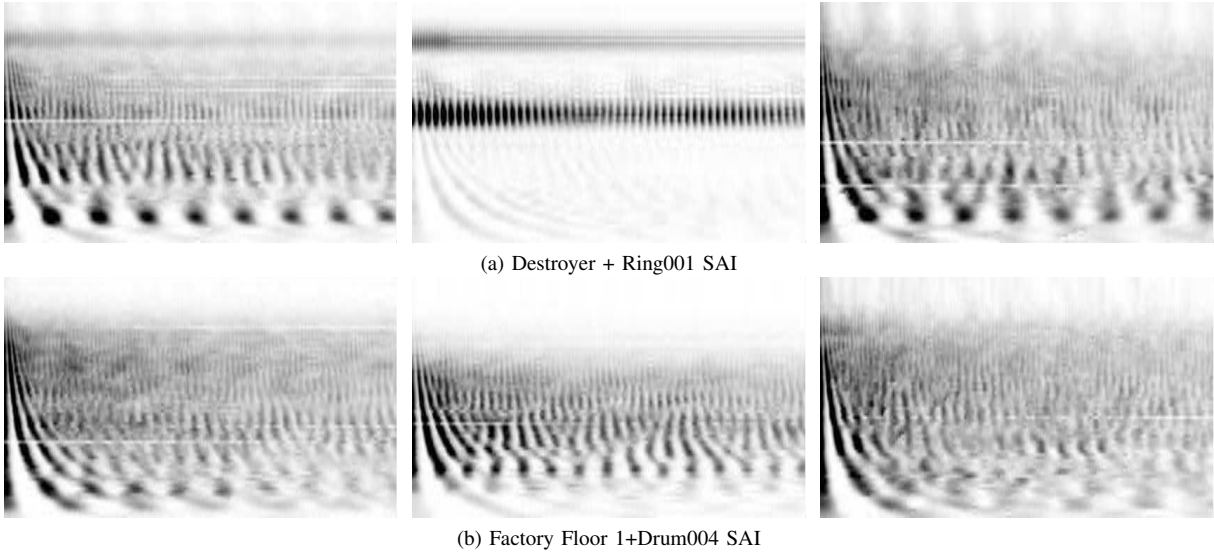 (a) Destroyer + Ring001 SAI
(b) Factory Floor 1+Drum004 SAI